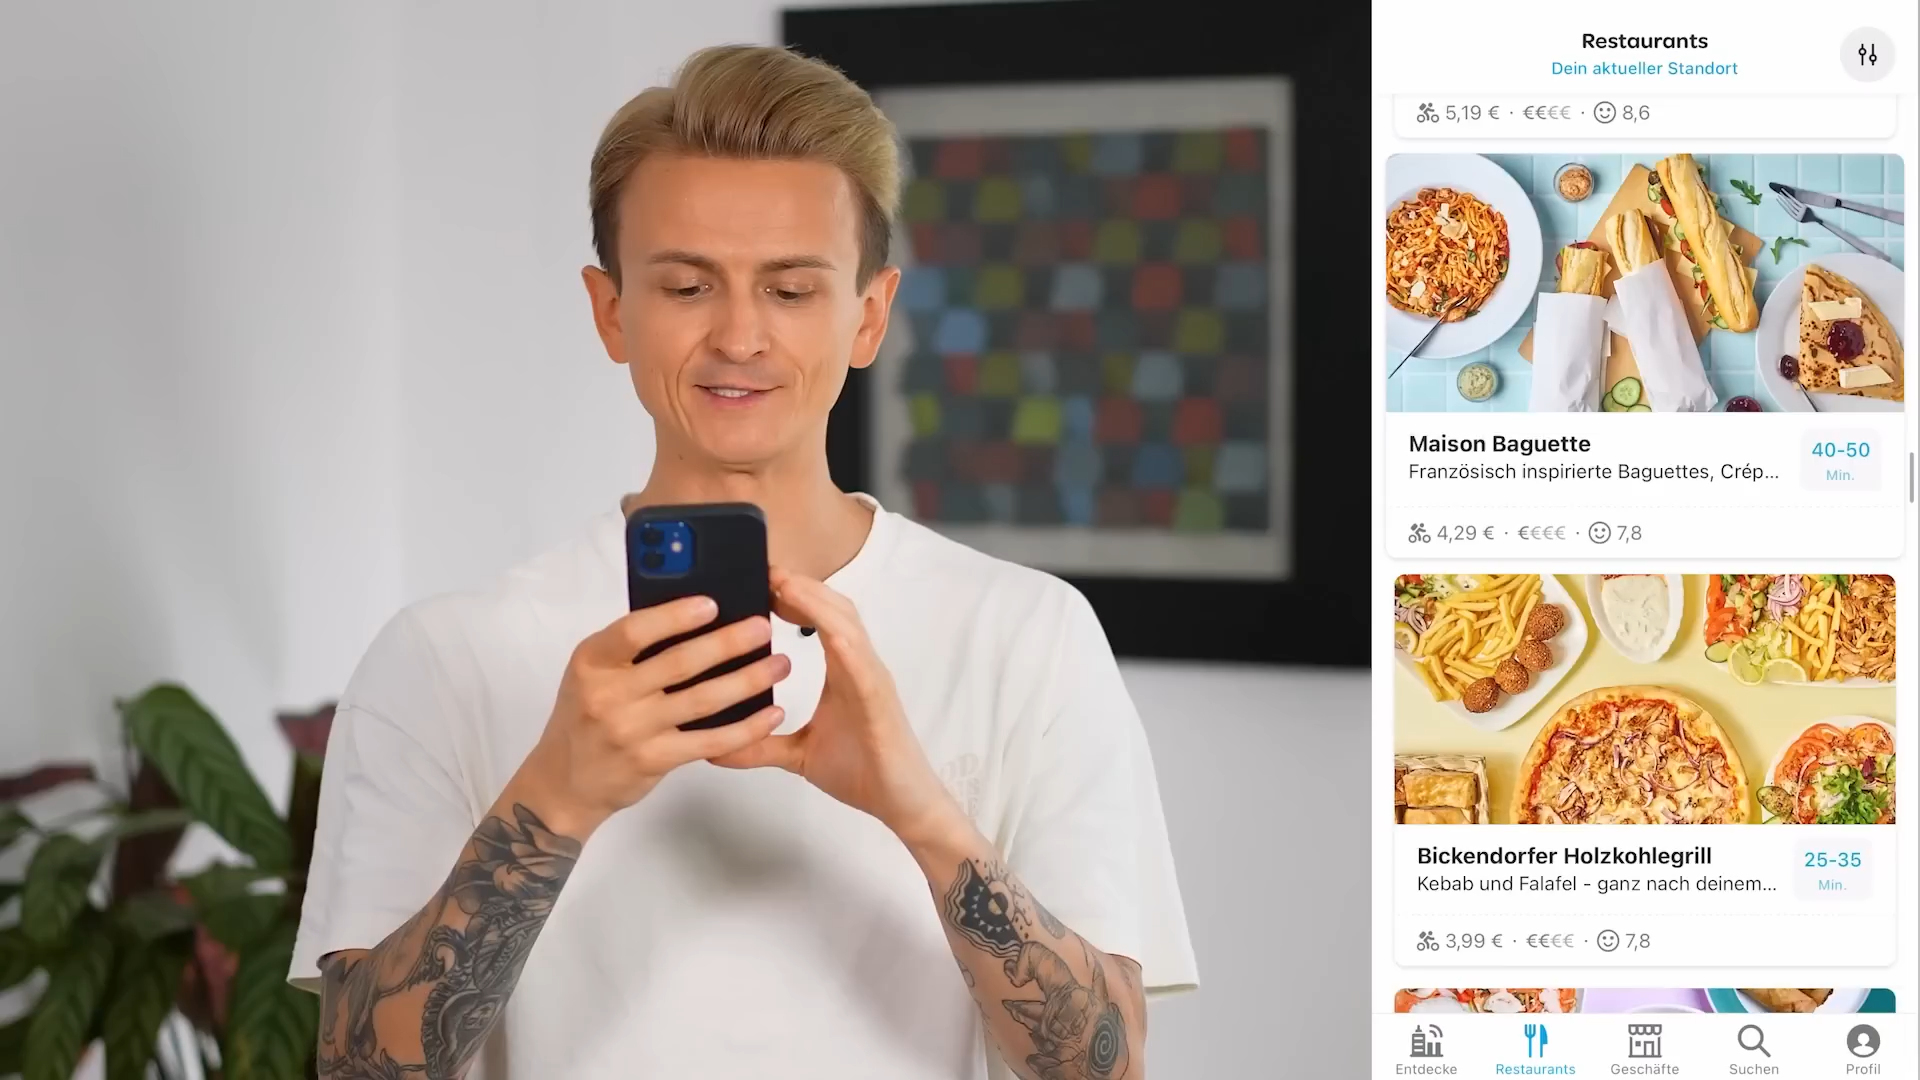 Restaurants
Dein aktueller Standort
5,19 € · €€€€ · 8,6
Maison Baguette
Französisch inspirierte Baguettes, Crép...
40-50
Min.
4,29 € · €€€€ · 7,8
Bickendorfer Holzkohlegrill
Kebab und Falafel - ganz nach deinem...
25-35
Min.
3,99 € · €€€€ · 7,8
Entdecke
Restaurants
Geschäfte
Suchen
Profil